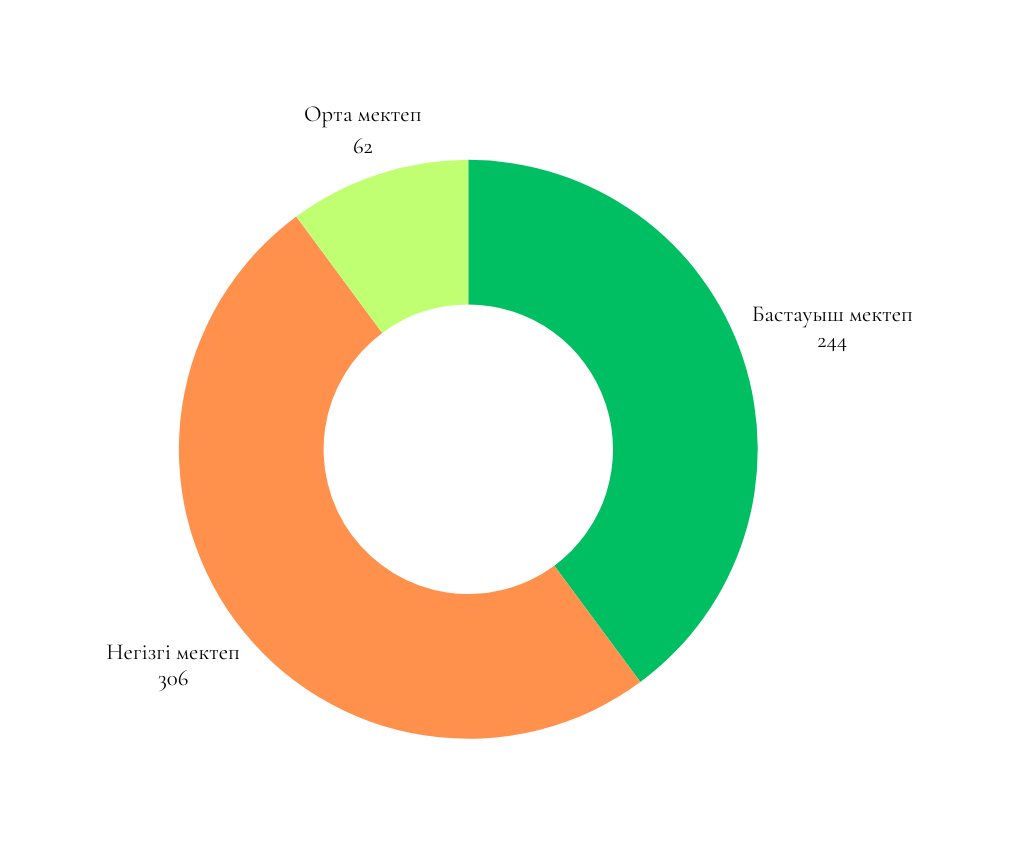 Орта мектеп
62
Бастауыш мектеп
244
Негізгі мектеп
306